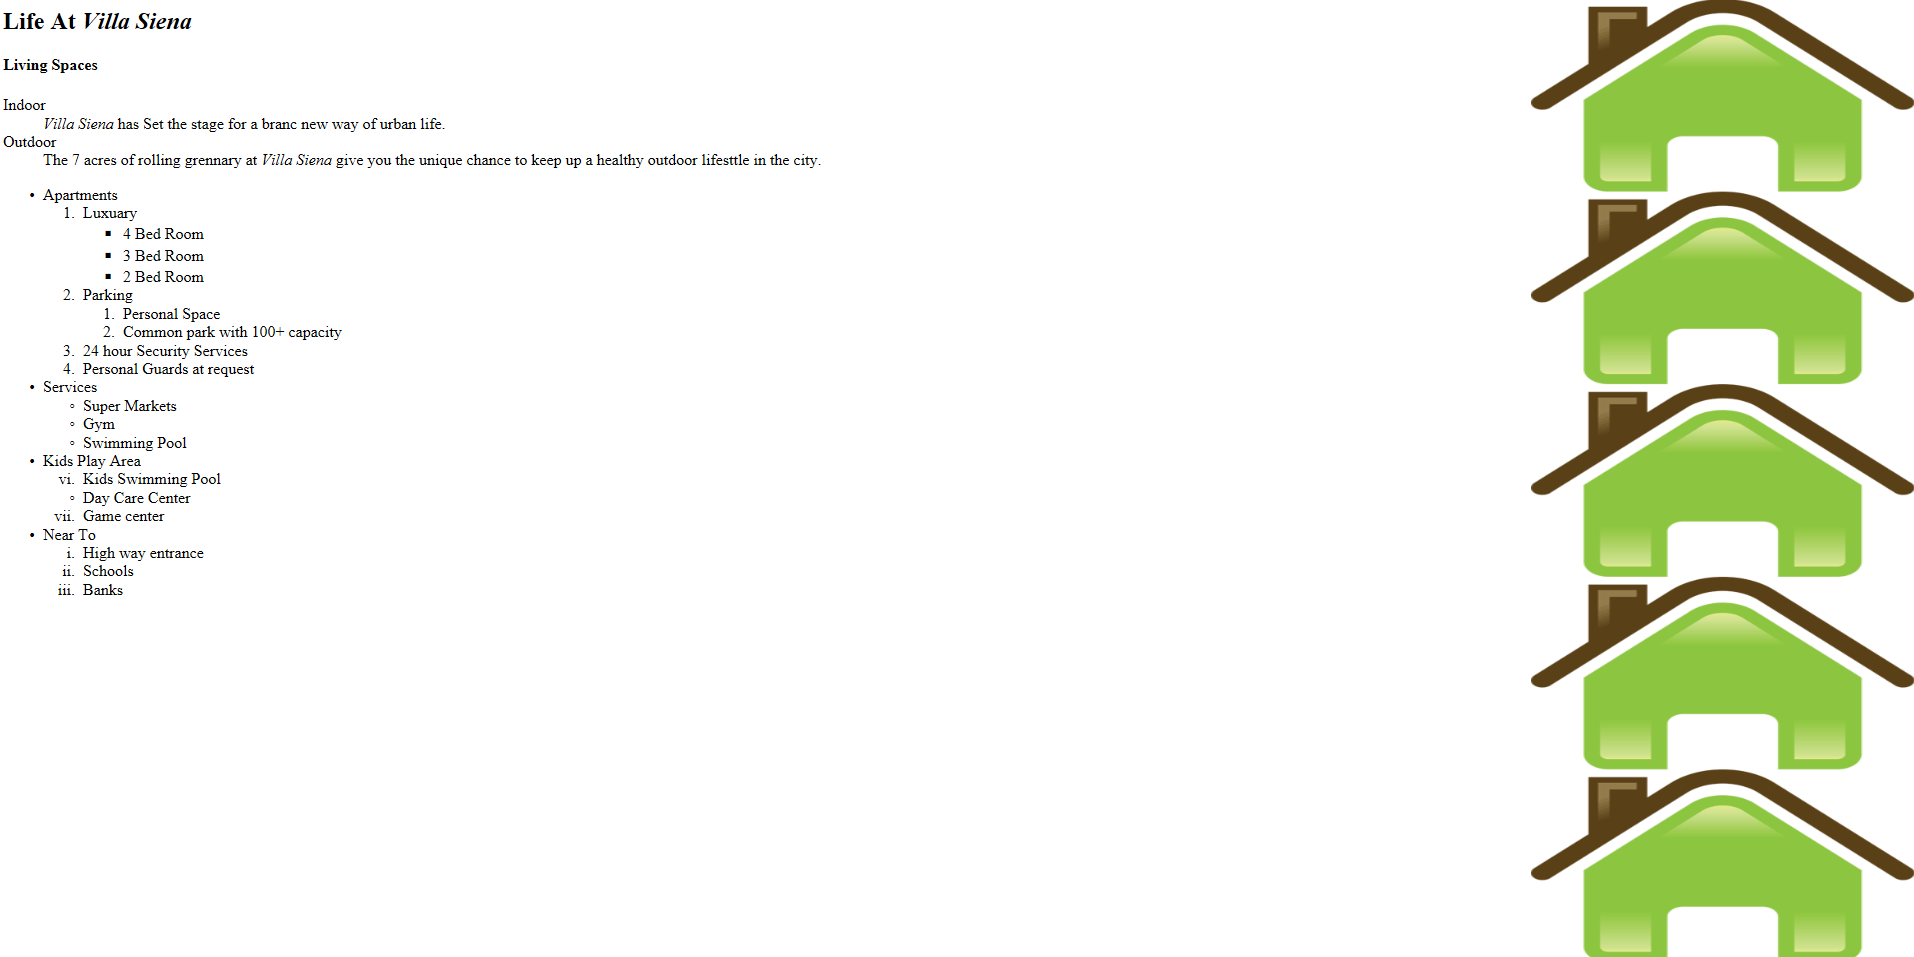 Life At Villa Siena
Living Spaces
Indoor
Villa Siena has Set the stage for a branc new way of urban life.
Outdoor
The 7 acres of rolling grennary at Villa Siena give you the unique chance to keep up a healthy outdoor lifesttle in the city.
• Apartments
1. Luxuary
▪ 4 Bed Room
▪ 3 Bed Room
▪ 2 Bed Room
2. Parking
1. Personal Space
2. Common park with 100+ capacity
3. 24 hour Security Services
4. Personal Guards at request
• Services
◦ Super Markets
◦ Gym
◦ Swimming Pool
• Kids Play Area
vi. Kids Swimming Pool
◦ Day Care Center
vii. Game center
• Near To
i. High way entrance
ii. Schools
iii. Banks